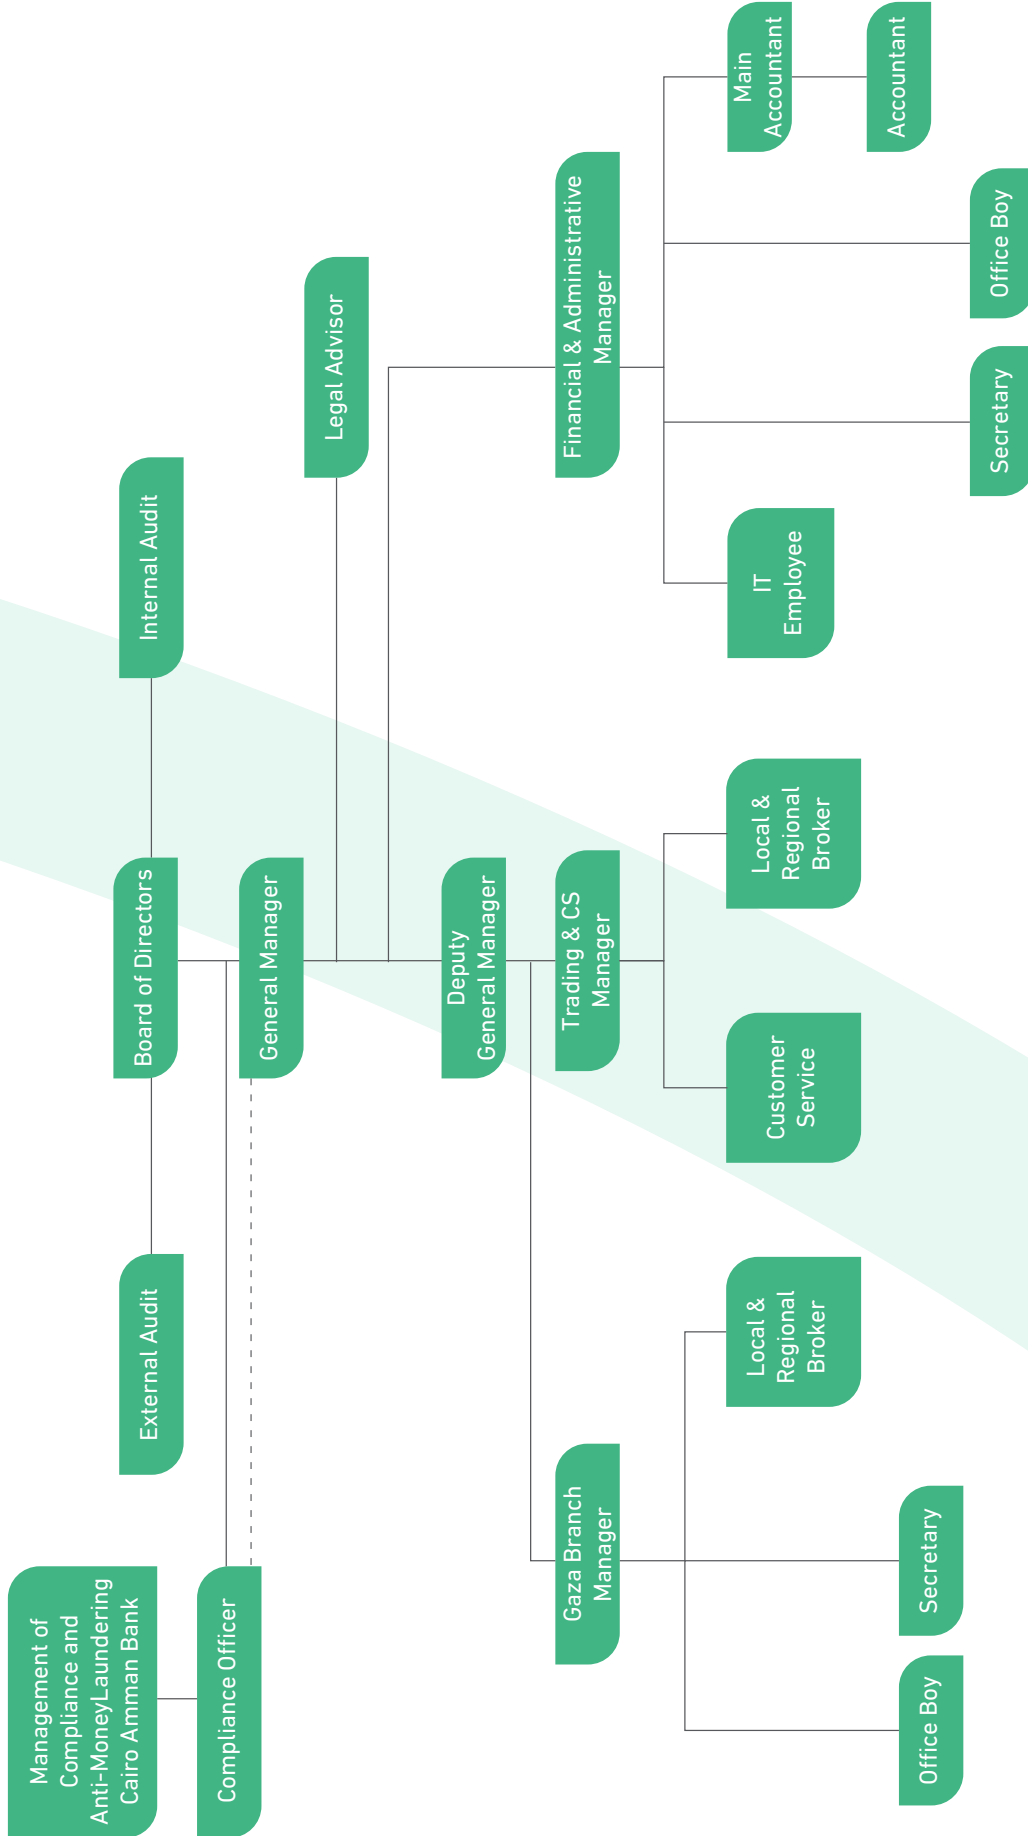 Management of
Compliance and
Anti-MoneyLaundering
Cairo Amman Bank
External Audit
Board of Directors
Internal Audit
Compliance Officer
General Manager
Legal Advisor
Deputy
General Manager
Gaza Branch
Manager
Trading & CS
Manager
Financial & Administrative
Manager
Local &
Regional
Broker
Customer
Service
Local &
Regional
Broker
IT
Employee
Main
Accountant
Accountant
Office Boy
Secretary
Secretary
Office Boy